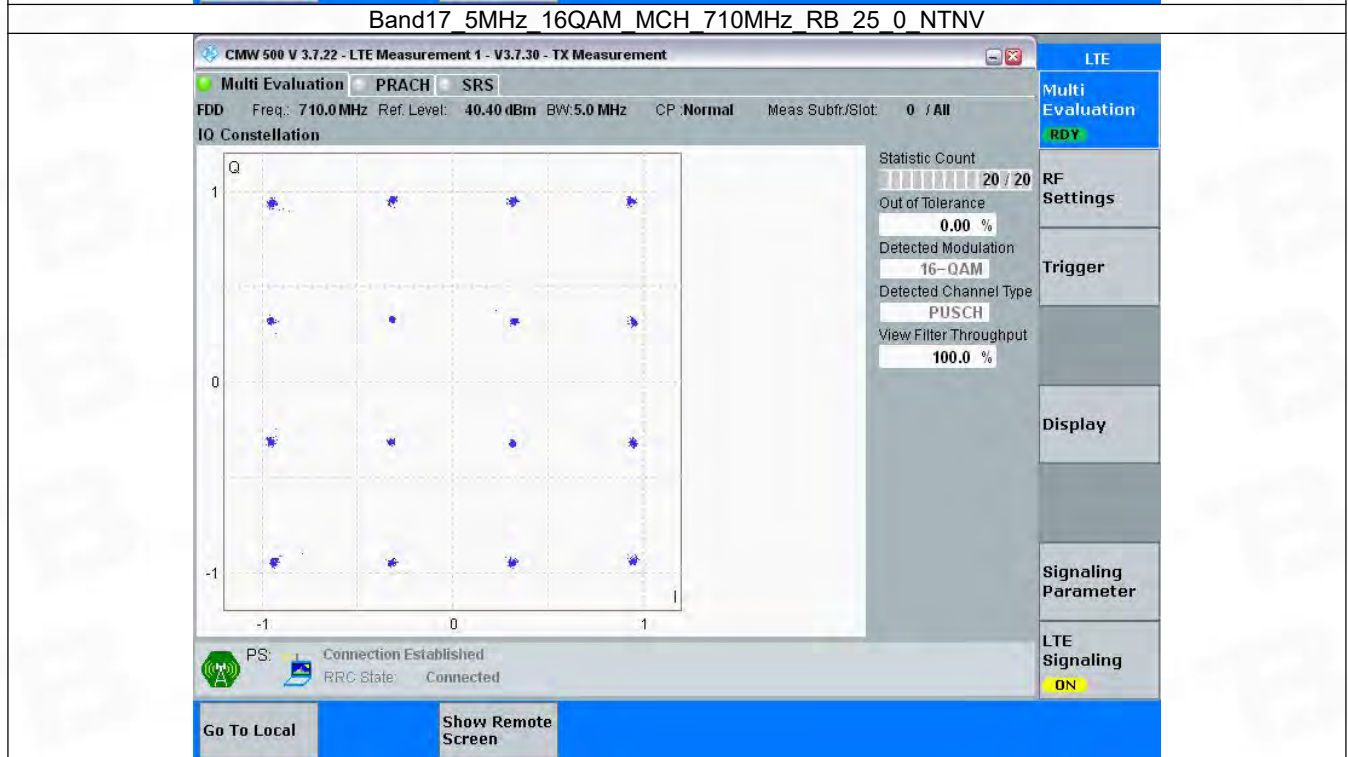 Band17_5MHz_16QAM_MCH_710MHz_RB_25_0_NTNV
CMW 500 V 3.7.22 - LTE Measurement 1 - V3.7.30 - TX Measurement
LTE
Multi Evaluation PRACH SRS
FDD Freq.: 710.0 MHz Ref. Level: 40.40 dBm BW: 5.0 MHz CP :Normal Meas Subfr./Slot: 0 / All
IQ Constellation
Q
1
0
-1
-1 0 1
I
Statistic Count
20 / 20
Out of Tolerance
0.00 %
Detected Modulation
16-QAM
Detected Channel Type
PUSCH
View Filter Throughput
100.0 %
Multi
Evaluation
RDY
RF
Settings
Trigger
Display
Signaling
Parameter
LTE
Signaling
ON
PS: Connection Established
RRC State: Connected
Go To Local
Show Remote
Screen